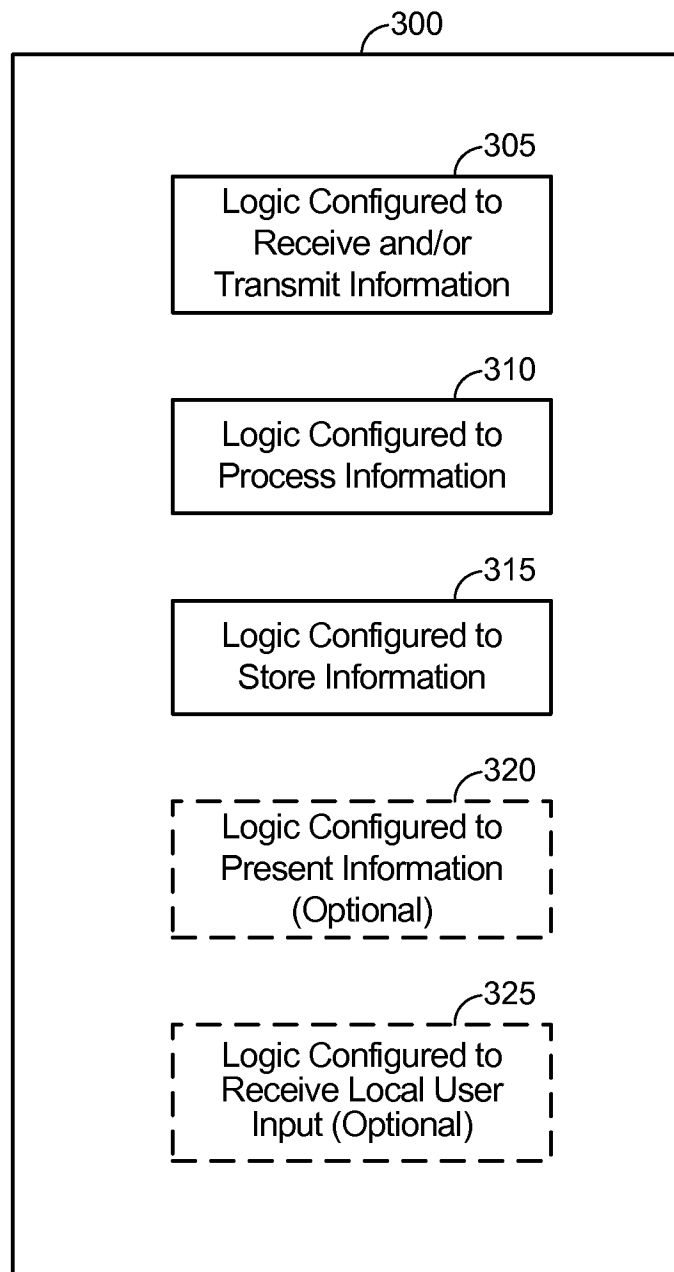 300
305
Logic Configured to
Receive and/or
Transmit Information
310
Logic Configured to
Process Information
315
Logic Configured to
Store Information
320
Logic Configured to
Present Information
(Optional)
325
Logic Configured to
Receive Local User
Input (Optional)